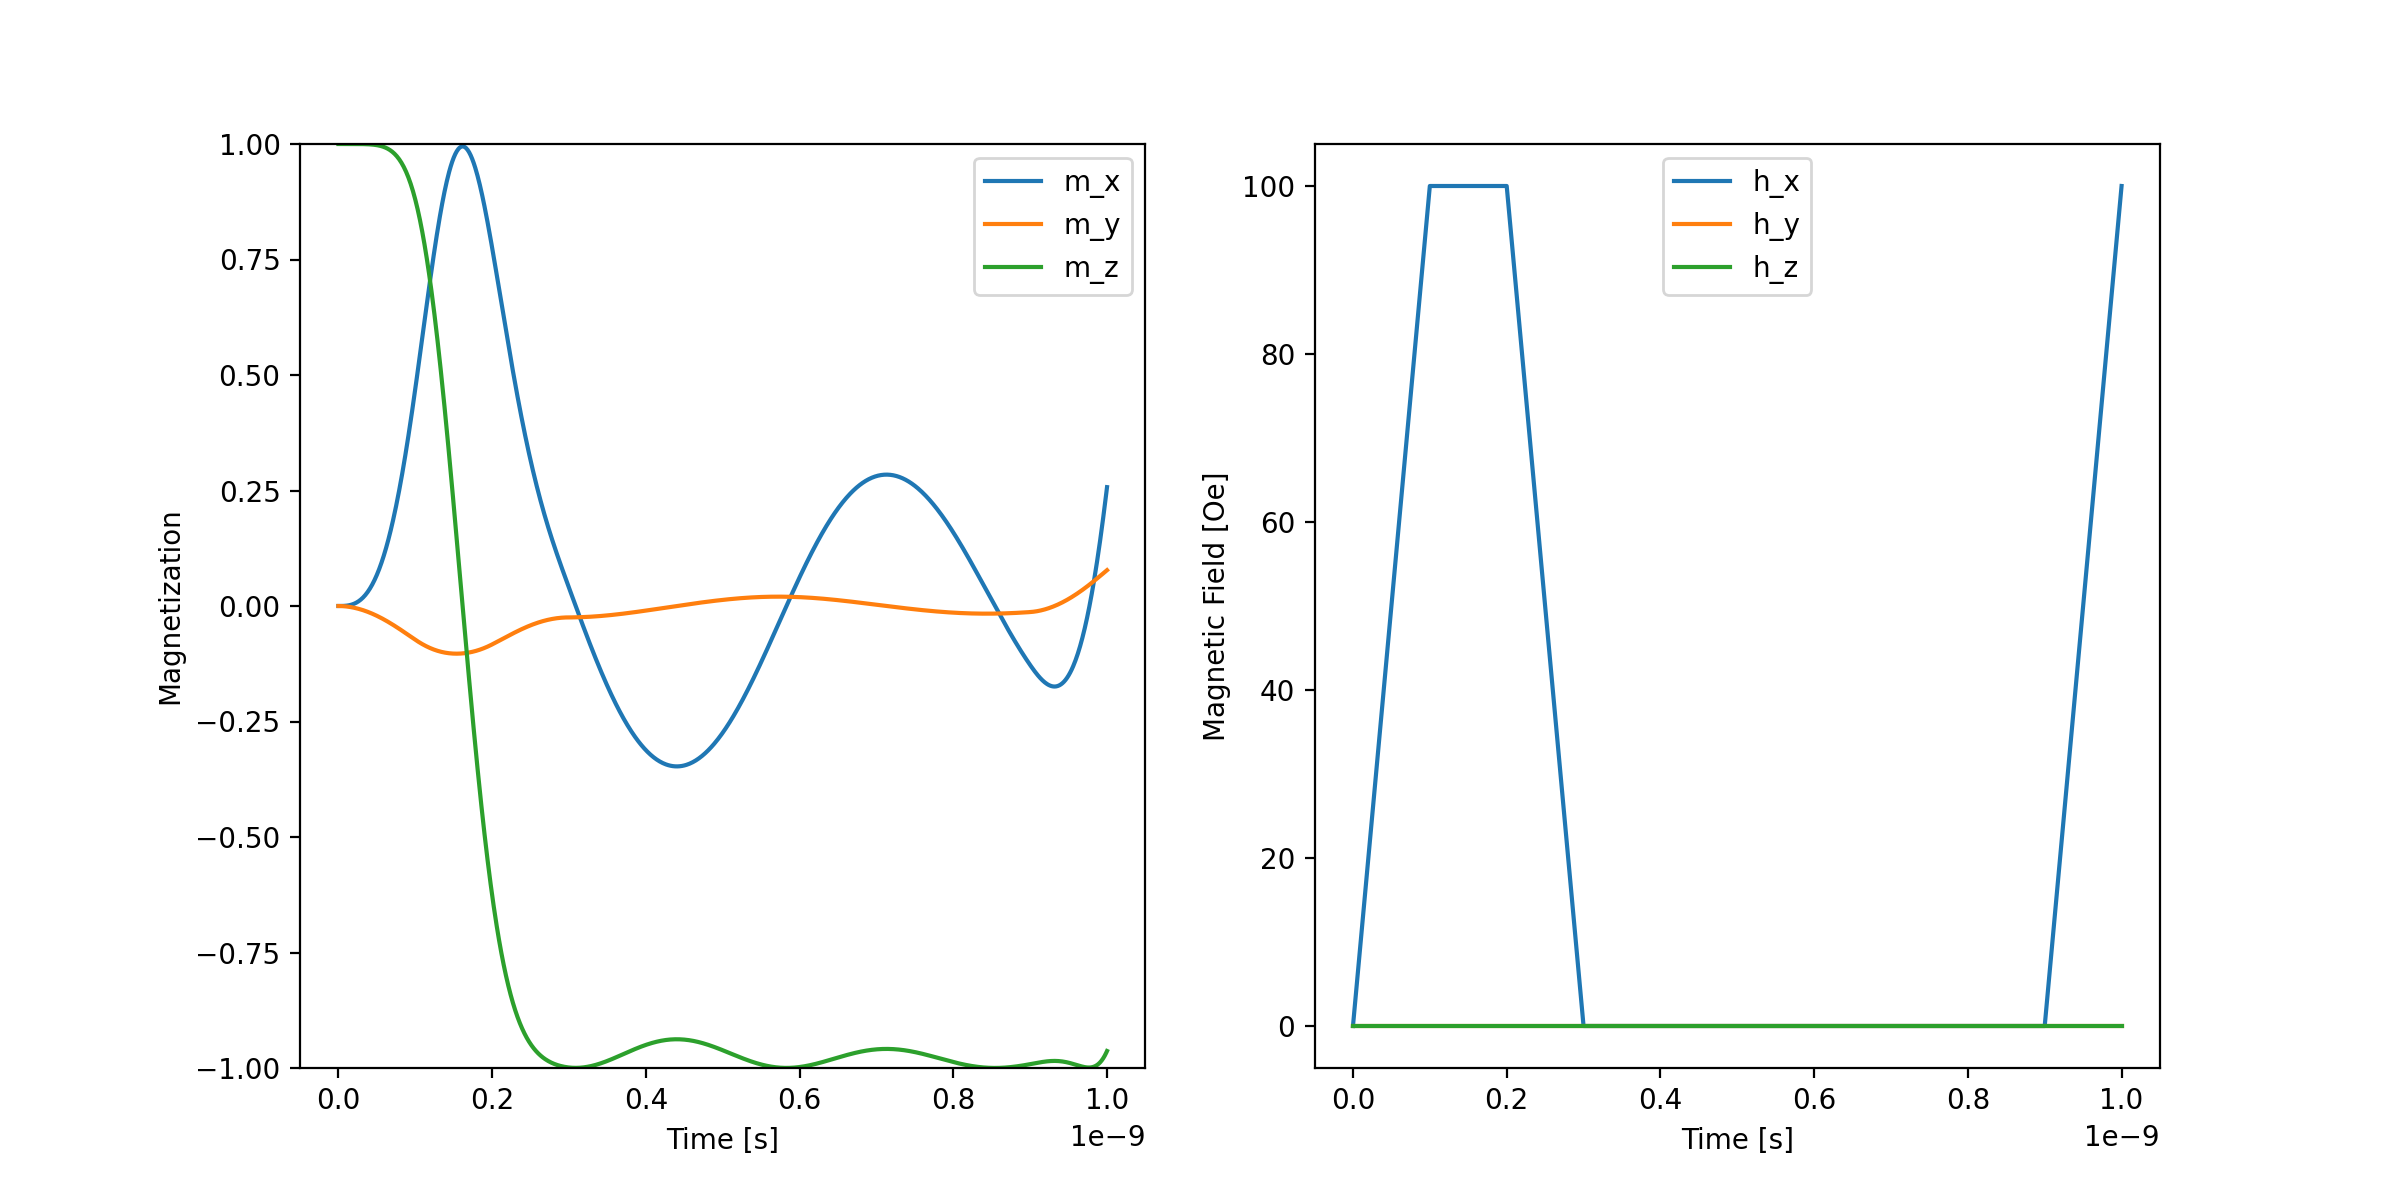 1.00
0.75
0.50
0.25
0.00
−0.25
−0.50
−0.75
−1.00
Magnetization
m_x
m_y
m_z
0.0 0.2 0.4 0.6 0.8 1.0
Time [s]
1e−9
100
80
60
40
20
0
Magnetic Field [Oe]
h_x
h_y
h_z
0.0 0.2 0.4 0.6 0.8 1.0
Time [s]
1e−9